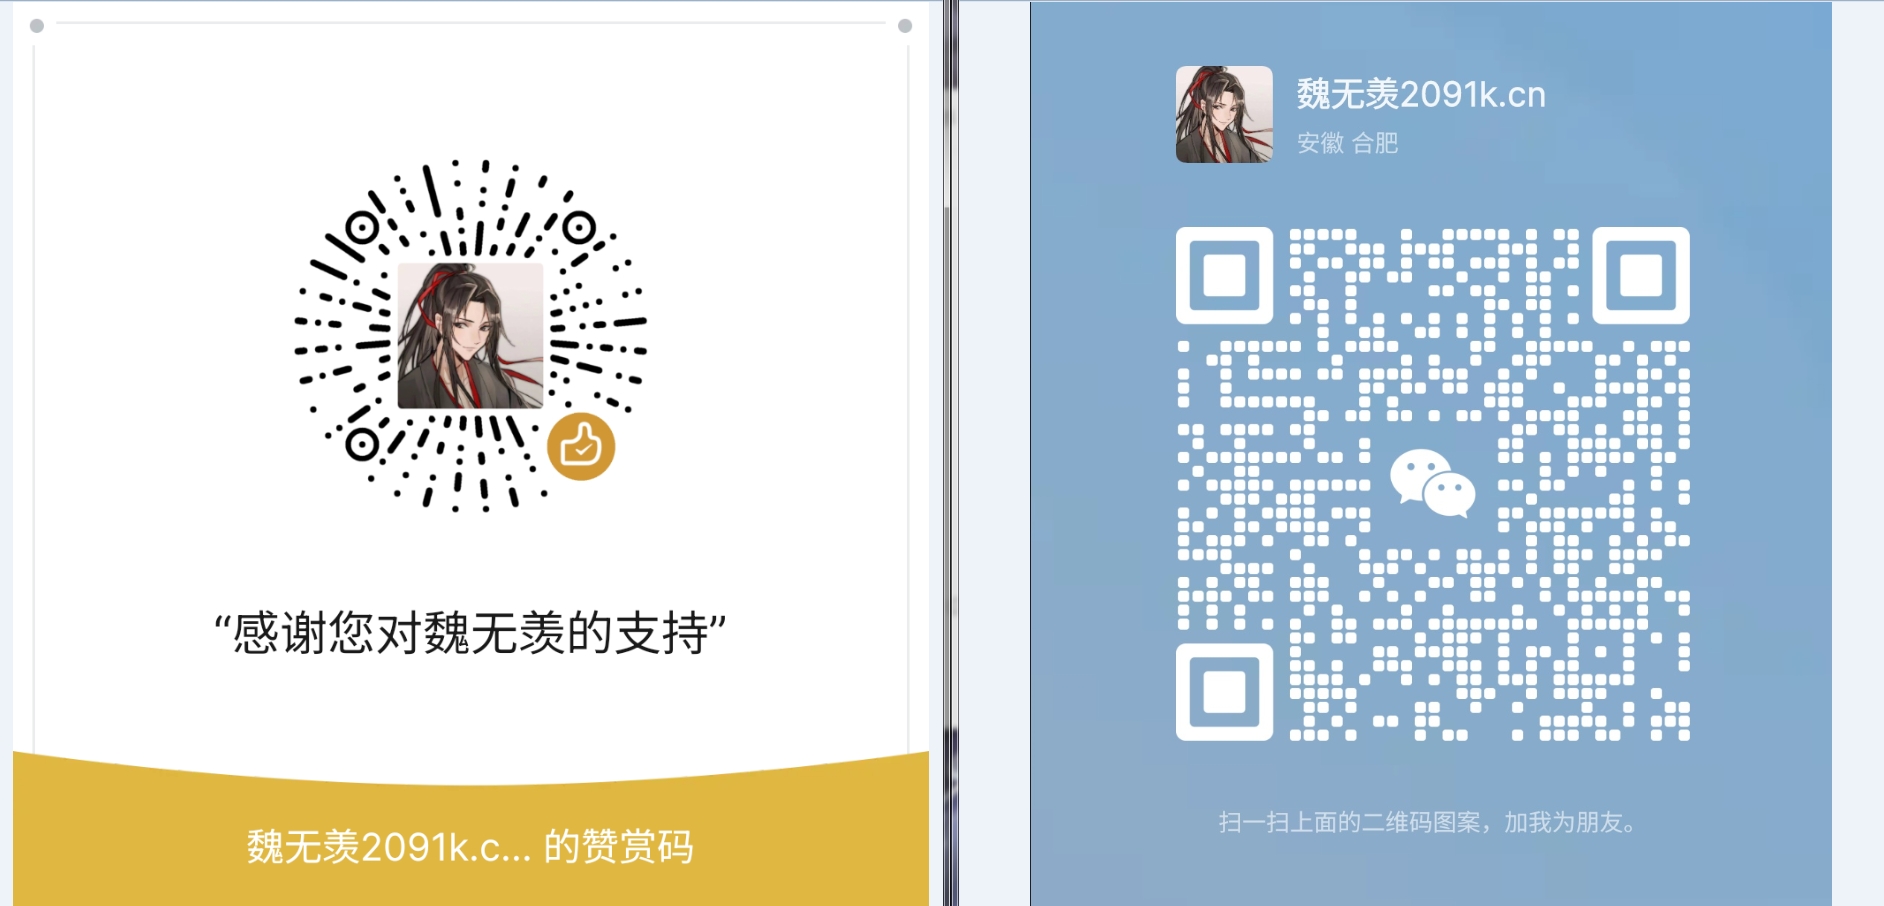 “感谢您对魏无羡的支持”
魏无羡2091k.c... 的赞赏码
魏无羡2091k.cn
安徽 合肥
扫一扫上面的二维码图案，加我为朋友。